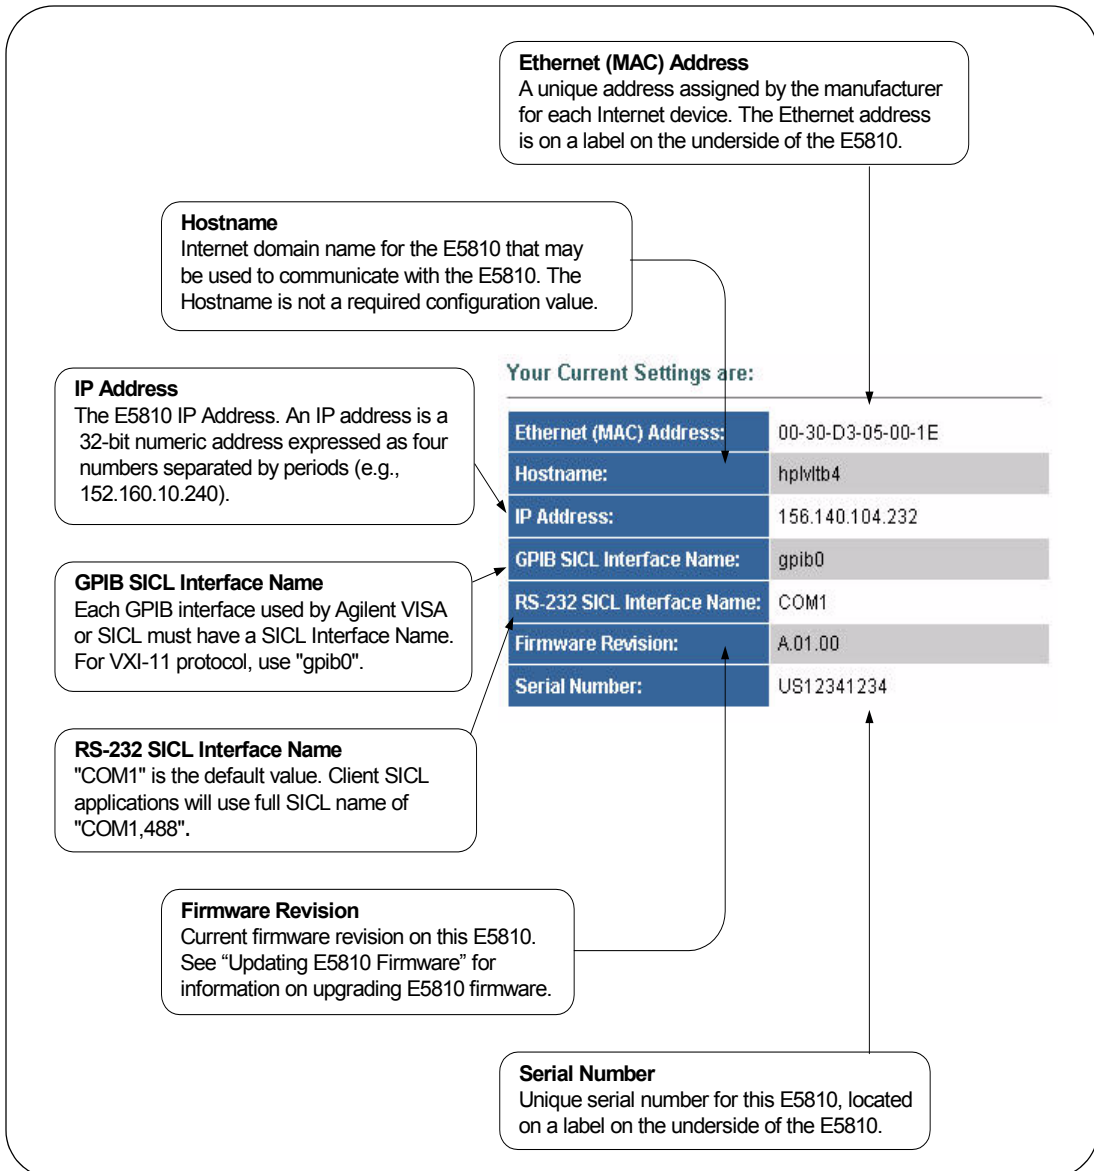 Ethernet (MAC) Address
A unique address assigned by the manufacturer
for each Internet device. The Ethernet address
is on a label on the underside of the E5810.
Hostname
Internet domain name for the E5810 that may
be used to communicate with the E5810. The
Hostname is not a required configuration value.
IP Address
The E5810 IP Address. An IP address is a
32-bit numeric address expressed as four
numbers separated by periods (e.g.,
152.160.10.240).
GPIB SICL Interface Name
Each GPIB interface used by Agilent VISA
or SICL must have a SICL Interface Name.
For VXI-11 protocol, use "gpib0".
RS-232 SICL Interface Name
"COM1" is the default value. Client SICL
applications will use full SICL name of
"COM1,488".
Your Current Settings are:
Ethernet (MAC) Address: 00-30-D3-05-00-1E
Hostname: hplvltb4
IP Address: 156.140.104.232
GPIB SICL Interface Name: gpib0
RS-232 SICL Interface Name: COM1
Firmware Revision: A.01.00
Serial Number: US12341234
Firmware Revision
Current firmware revision on this E5810.
See “Updating E5810 Firmware” for
information on upgrading E5810 firmware.
Serial Number
Unique serial number for this E5810, located
on a label on the underside of the E5810.